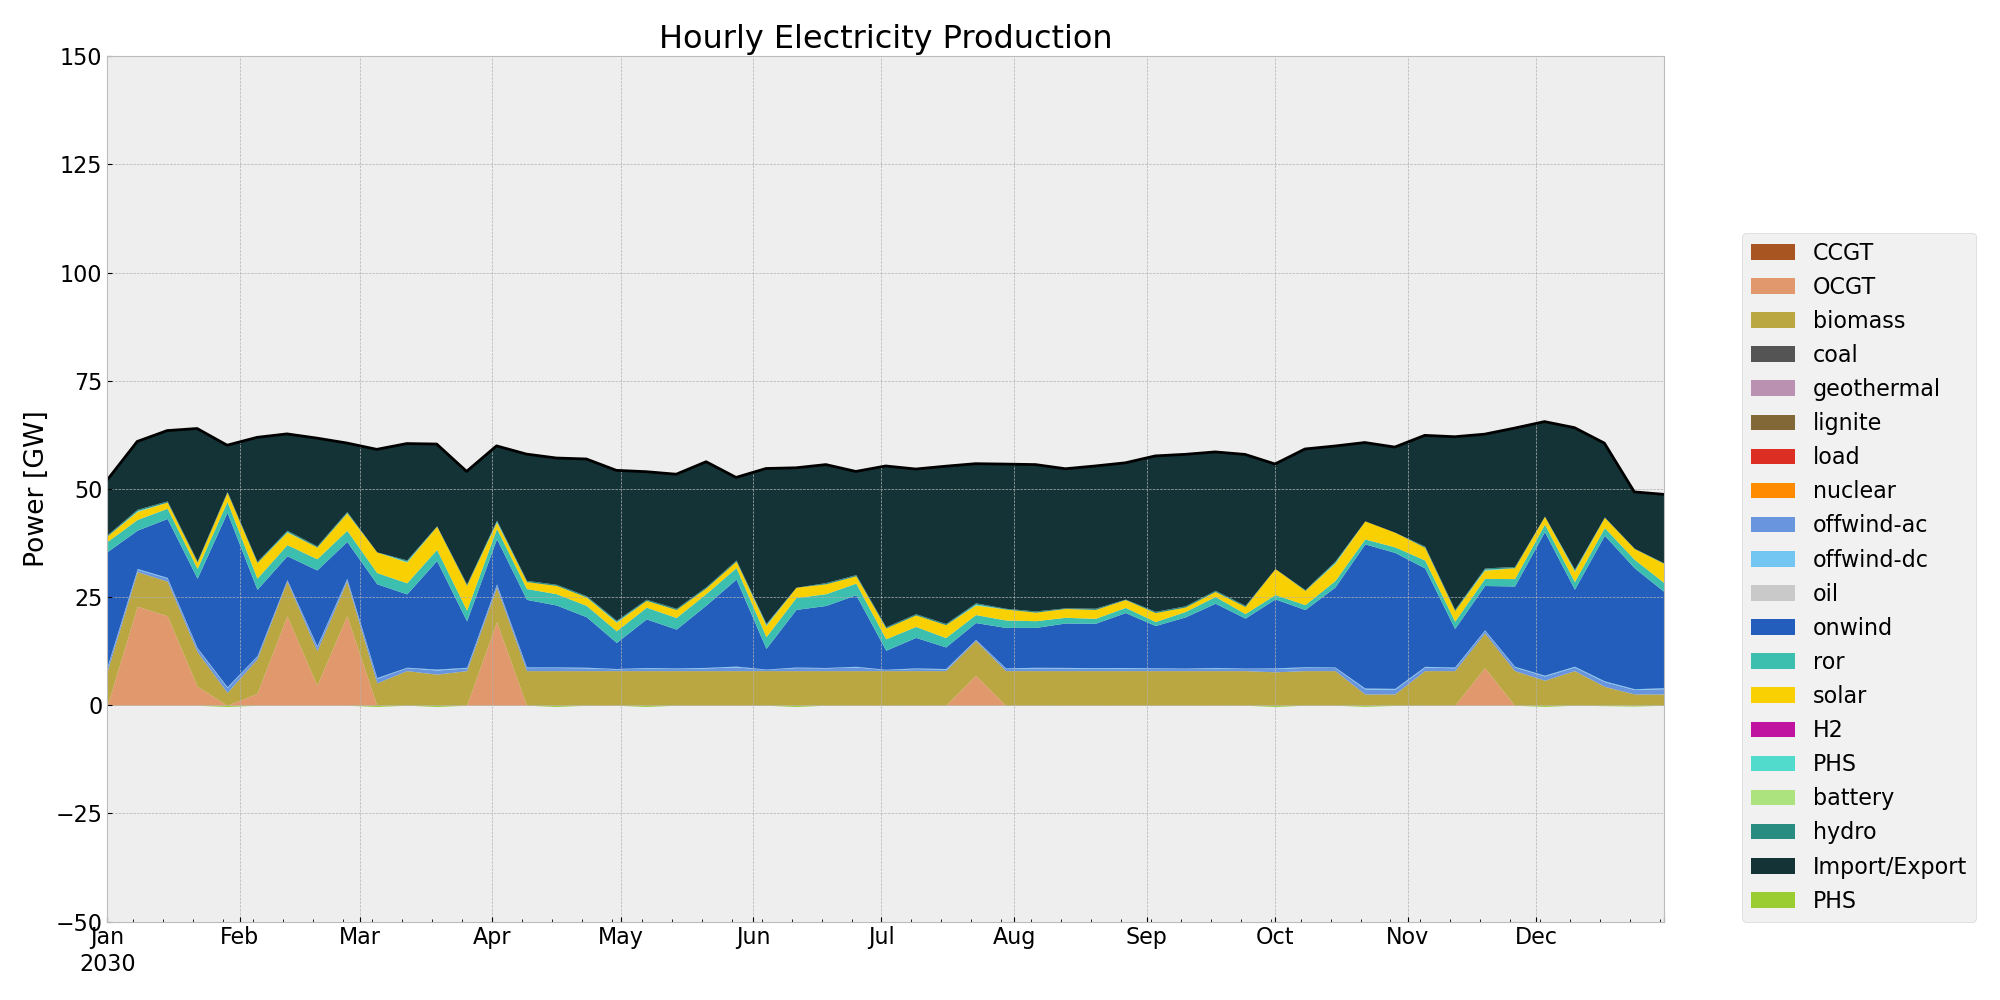 Hourly Electricity Production
150
125
100
75
50
25
0
−25
−50
Power [GW]
Jan Feb Mar Apr May Jun Jul Aug Sep Oct Nov Dec
2030
CCGT
OCGT
biomass
coal
geothermal
lignite
load
nuclear
offwind-ac
offwind-dc
oil
onwind
ror
solar
H2
PHS
battery
hydro
Import/Export
PHS